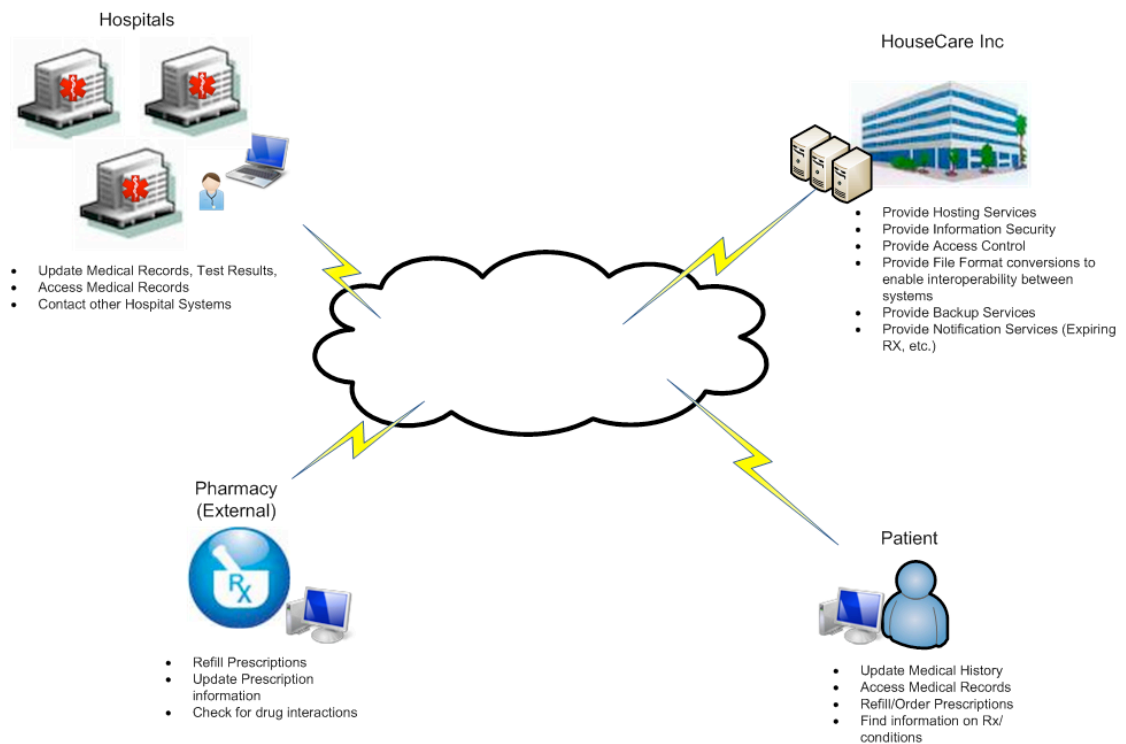 Hospitals
HouseCare Inc
• Provide Hosting Services
• Provide Information Security
• Provide Access Control
• Provide File Format conversions to
enable interoperability between
systems
• Provide Backup Services
• Provide Notification Services (Expiring
RX, etc.)
• Update Medical Records, Test Results,
• Access Medical Records
• Contact other Hospital Systems
Pharmacy
(External)
Rx
• Refill Prescriptions
• Update Prescription
information
• Check for drug interactions
Patient
• Update Medical History
• Access Medical Records
• Refill/Order Prescriptions
• Find information on Rx/
conditions